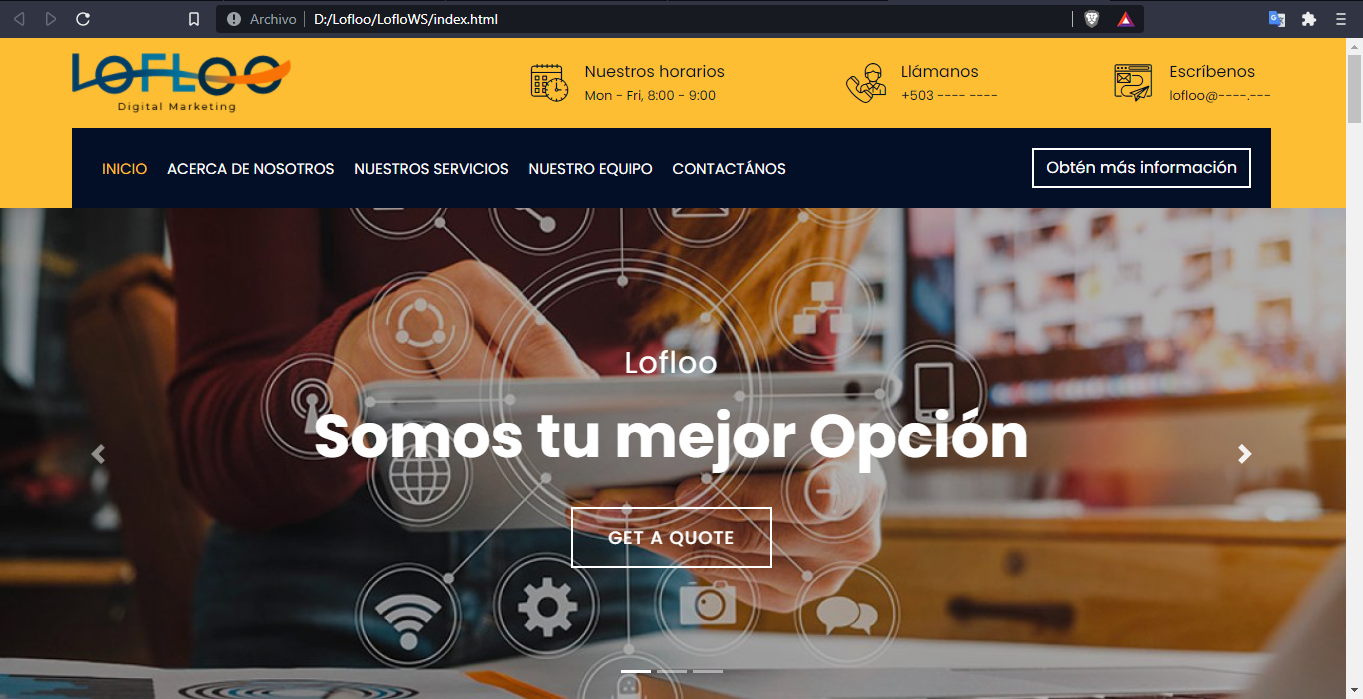 Archivo D:/Lofloo/LofloWS/index.html
LOFLOO
Digital Marketing
Nuestros horarios
Mon - Fri, 8:00 - 9:00
Llámanos
+503 ---- ----
Escríbenos
lofloo@----.---
INICIO ACERCA DE NOSOTROS NUESTROS SERVICIOS NUESTRO EQUIPO CONTACTÁNOS
Obtén más información
Lofloo
Somos tu mejor Opción
GET A QUOTE